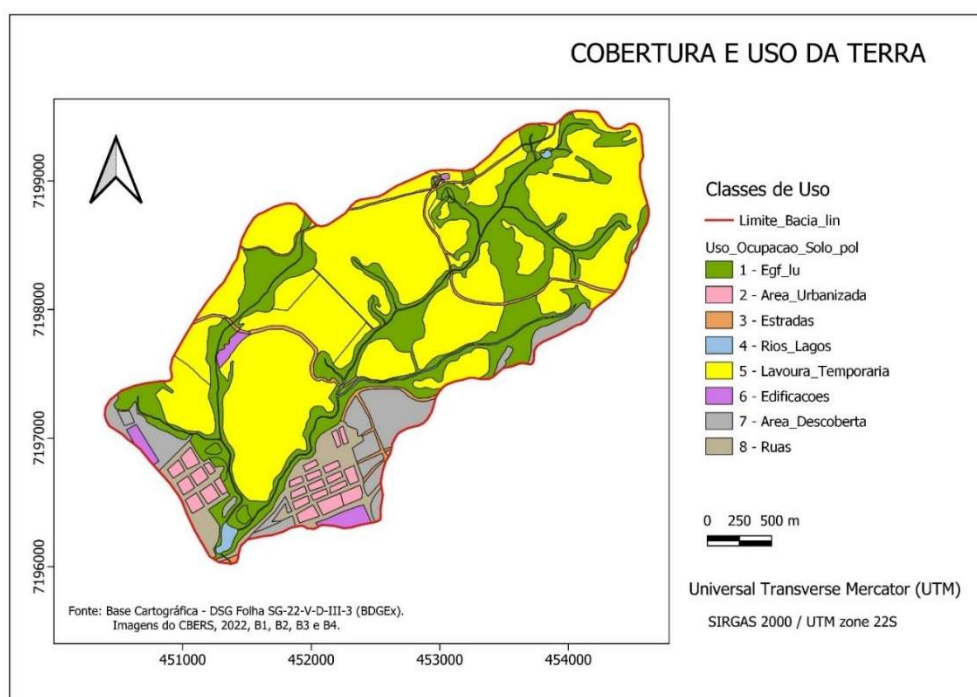 COBERTURA E USO DA TERRA
7199000
7198000
7197000
7196000
Fonte: Base Cartográfica - DSG Folha SG-22-V-D-III-3 (BDGEx).
Imagens do CBERS, 2022, B1, B2, B3 e B4.
451000
452000
453000
454000
Classes de Uso
Limite_Bacia_lin
Uso_Ocupacao_Solo_pol
1 - Egf_lu
2 - Area_Urbanizada
3 - Estradas
4 - Rios_Lagos
5 - Lavoura_Temporaria
6 - Edificacoes
7 - Area_Descoberta
8 - Ruas
0 250 500 m
Universal Transverse Mercator (UTM)
SIRGAS 2000 / UTM zone 22S